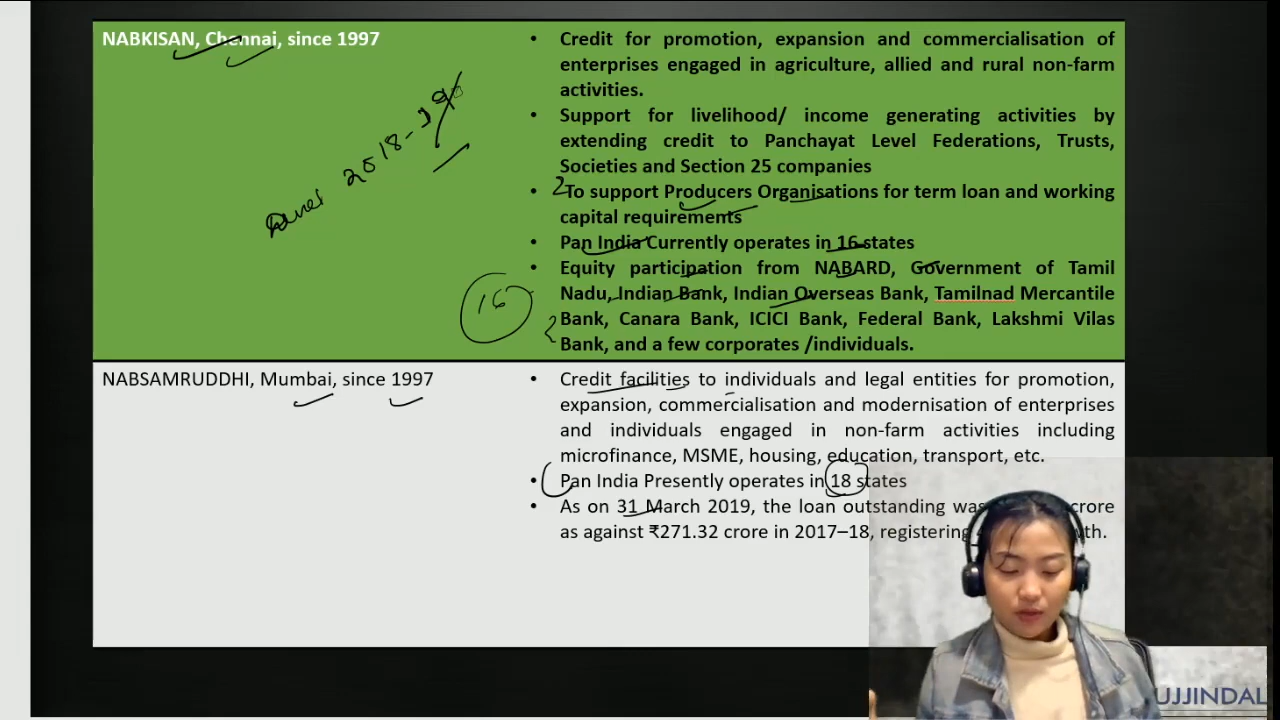 NABKISAN, Chennai, since 1997
2018-19
16
• Credit for promotion, expansion and commercialisation of
enterprises engaged in agriculture, allied and rural non-farm
activities.
• Support for livelihood/ income generating activities by
extending credit to Panchayat Level Federations, Trusts,
Societies and Section 25 companies
• To support Producers Organisations for term loan and working
capital requirements
• Pan India Currently operates in 16 states
• Equity participation from NABARD, Government of Tamil
Nadu, Indian Bank, Indian Overseas Bank, Tamilnad Mercantile
Bank, Canara Bank, ICICI Bank, Federal Bank, Lakshmi Vilas
Bank, and a few corporates /individuals.
NABSAMRUDDHI, Mumbai, since 1997
• Credit facilities to individuals and legal entities for promotion,
expansion, commercialisation and modernisation of enterprises
and individuals engaged in non-farm activities including
microfinance, MSME, housing, education, transport, etc.
• Pan India Presently operates in 18 states
• As on 31 March 2019, the loan outstanding was crore
as against ₹271.32 crore in 2017–18, registering
UJJINDAL